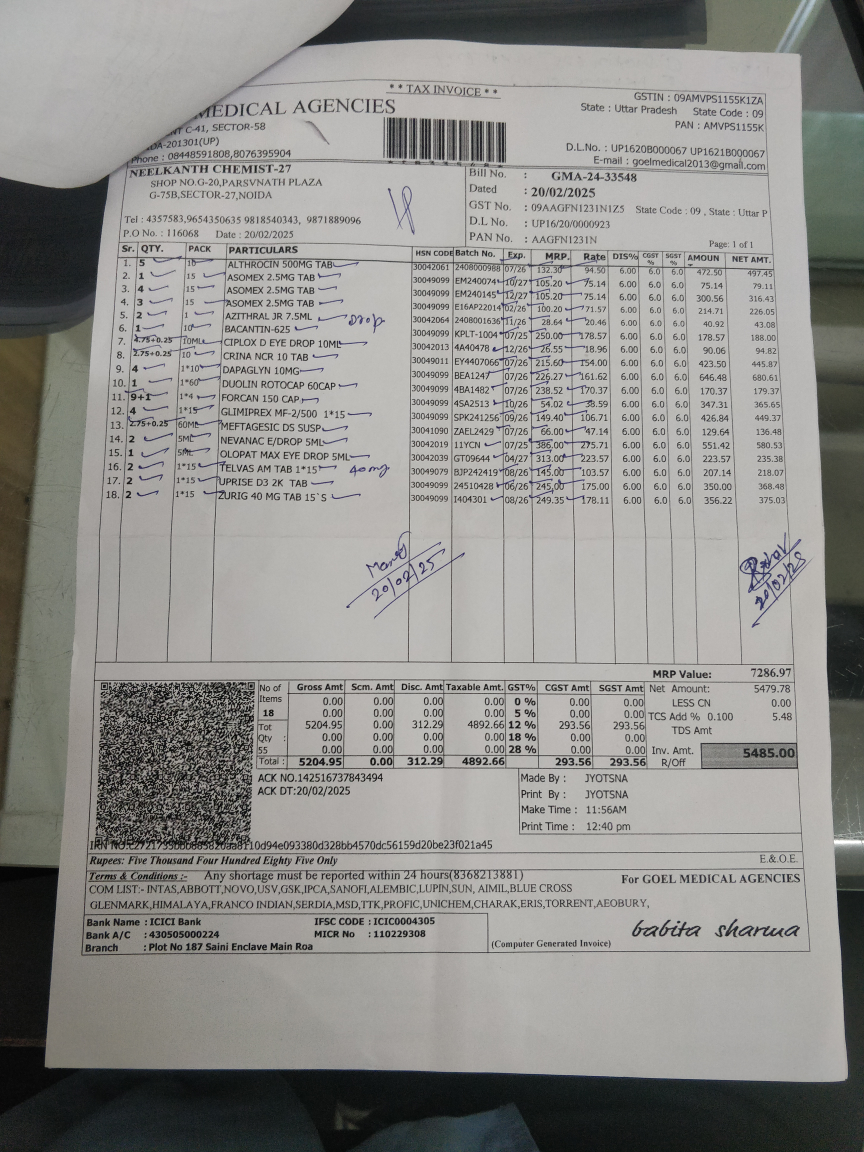 * * TAX INVOICE * *
MEDICAL AGENCIES
C-41, SECTOR-58
-201301(UP)
Phone : 08448591808,8076395904
GSTIN : 09AMVPS1155K1ZA
State : Uttar Pradesh State Code : 09
PAN : AMVPS1155K
D.L.No. : UP1620B000067 UP1621B000067
E-mail : goelmedical2013@gmail.com
NEELKANTH CHEMIST-27
SHOP NO.G-20,PARSVNATH PLAZA
G-75B,SECTOR-27,NOIDA
Tel : 4357583,9654350635 9818540343, 9871889096
P.O No. : 116068 Date : 20/02/2025
Bill No. : GMA-24-33548
Dated : 20/02/2025
GST No. : 09AAGFN1231N1Z5 State Code : 09 , State : Uttar P
D.L No. : UP16/20/0000923
PAN No. : AAGFN1231N
Page: 1 of 1
Sr. QTY. PACK PARTICULARS HSN CODE Batch No. Exp. MRP. Rate DIS% CGST % SGST % AMOUN NET AMT.
1. 5 10 ALTHROCIN 500MG TAB 30042061 2408000988 07/26 132.30 94.50 6.00 6.0 6.0 472.50 497.45
2. 1 15 ASOMEX 2.5MG TAB 30049099 EM240074 10/27 105.20 75.14 6.00 6.0 6.0 75.14 79.11
3. 4 15 ASOMEX 2.5MG TAB 30049099 EM240145 12/27 105.20 75.14 6.00 6.0 6.0 300.56 316.43
4. 3 15 ASOMEX 2.5MG TAB 30049099 E16AP22014 02/26 100.20 71.57 6.00 6.0 6.0 214.71 226.05
5. 2 1 AZITHRAL JR 7.5ML Drop 30042064 2408001636 11/26 28.64 20.46 6.00 6.0 6.0 40.92 43.08
6. 1 10 BACANTIN-625 30049099 KPLT-1004 07/25 250.00 178.57 6.00 6.0 6.0 178.57 188.00
7. 4.75+0.25 10ML CIPLOX D EYE DROP 10ML 30042013 4A40478 12/26 26.55 18.96 6.00 6.0 6.0 90.06 94.82
8. 2.75+0.25 10 CRINA NCR 10 TAB 30049011 EY4407066 07/26 215.60 154.00 6.00 6.0 6.0 423.50 445.87
9. 4 1*10 DAPAGLYN 10MG 30049099 BEA1247 07/26 226.27 161.62 6.00 6.0 6.0 646.48 680.61
10. 1 1*60 DUOLIN ROTOCAP 60CAP 30049099 4BA1482 07/26 238.52 170.37 6.00 6.0 6.0 170.37 179.37
11. 9+1 1*4 FORCAN 150 CAP 30049099 4SA2513 10/26 54.02 38.59 6.00 6.0 6.0 347.31 365.65
12. 4 1*15 GLIMIPREX MF-2/500 1*15 30049099 SPK241256 09/26 149.40 106.71 6.00 6.0 6.0 426.84 449.37
13. 2.75+0.25 60ML MEFTAGESIC DS SUSP 30041090 ZAEL2429 02/26 66.00 47.14 6.00 6.0 6.0 129.64 136.48
14. 2 5ML NEVANAC E/DROP 5ML 30042019 11YCN 07/25 386.00 275.71 6.00 6.0 6.0 551.42 580.53
15. 1 5ML OLOPAT MAX EYE DROP 5ML 30042039 GT09644 04/27 313.00 223.57 6.00 6.0 6.0 223.57 235.38
16. 2 1*15 TELVAS AM TAB 1*15 40mg 30049079 BJP242419 08/26 145.00 103.57 6.00 6.0 6.0 207.14 218.07
17. 2 1*15 UPRISE D3 2K TAB 30049099 24510428 06/26 245.00 175.00 6.00 6.0 6.0 350.00 368.48
18. 2 1*15 ZURIG 40 MG TAB 15`S 30049099 I404301 08/26 249.35 178.11 6.00 6.0 6.0 356.22 375.03
20/02/25
20/02/25
MRP Value: 7286.97
No of Items 18 Gross Amt Scm. Amt Disc. Amt Taxable Amt. GST% CGST Amt SGST Amt
0.00 0.00 0.00 0.00 0 % 0.00 0.00
0.00 0.00 0.00 0.00 5 % 0.00 0.00
Tot Qty : 55 5204.95 0.00 312.29 4892.66 12 % 293.56 293.56
0.00 0.00 0.00 0.00 18 % 0.00 0.00
0.00 0.00 0.00 0.00 28 % 0.00 0.00
Total : 5204.95 0.00 312.29 4892.66 293.56 293.56
Net Amount: 5479.78
LESS CN 0.00
TCS Add % 0.100 5.48
TDS Amt
Inv. Amt. R/Off 5485.00
ACK NO.142516737843494
ACK DT:20/02/2025
Made By : JYOTSNA
Print By : JYOTSNA
Make Time : 11:56AM
Print Time : 12:40 pm
Rupees: Five Thousand Four Hundred Eighty Five Only E.& O.E.
Terms & Conditions :- Any shortage must be reported within 24 hours(8368213881)
COM LIST:- INTAS,ABBOTT,NOVO,USV,GSK,IPCA,SANOFI,ALEMBIC,LUPIN,SUN, AIMIL,BLUE CROSS
GLENMARK,HIMALAYA,FRANCO INDIAN,SERDIA,MSD,TTK,PROFIC,UNICHEM,CHARAK,ERIS,TORRENT,AEOBURY,
For GOEL MEDICAL AGENCIES
Bank Name : ICICI Bank IFSC CODE : ICIC0004305
Bank A/C : 430505000224 MICR No : 110229308
Branch : Plot No 187 Saini Enclave Main Roa
(Computer Generated Invoice)
babita sharma